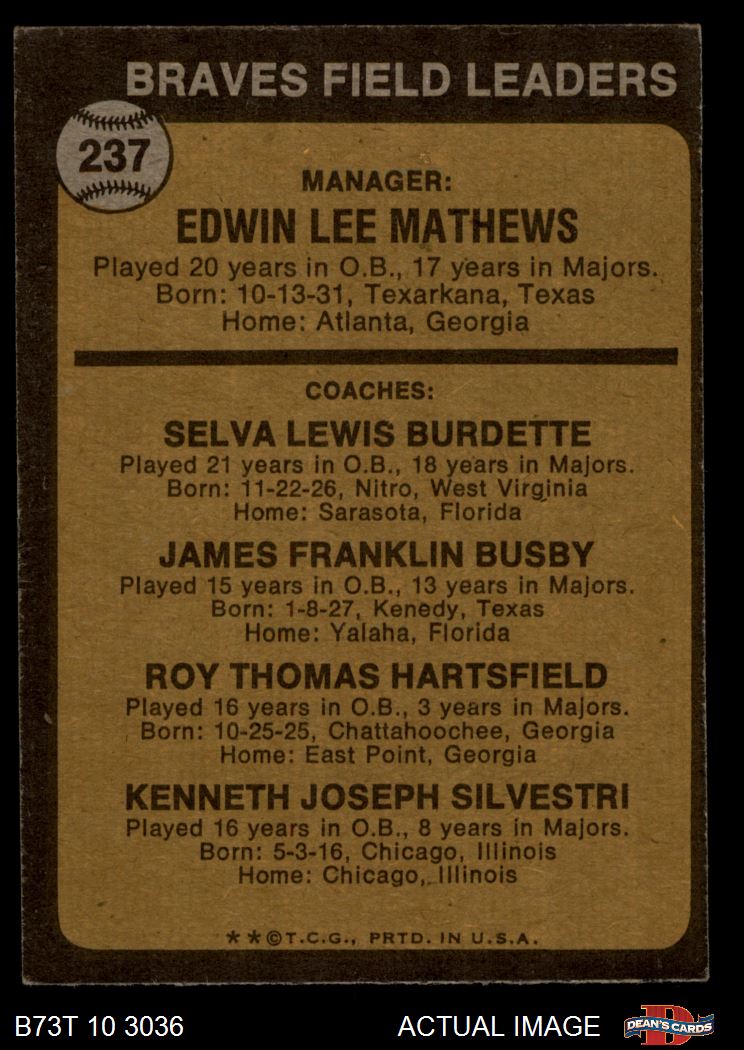 BRAVES FIELD LEADERS
237
MANAGER:
EDWIN LEE MATHEWS
Played 20 years in O.B., 17 years in Majors.
Born: 10-13-31, Texarkana, Texas
Home: Atlanta, Georgia
COACHES:
SELVA LEWIS BURDETTE
Played 21 years in O.B., 18 years in Majors.
Born: 11-22-26, Nitro, West Virginia
Home: Sarasota, Florida
JAMES FRANKLIN BUSBY
Played 15 years in O.B., 13 years in Majors.
Born: 1-8-27, Kenedy, Texas
Home: Yalaha, Florida
ROY THOMAS HARTSFIELD
Played 16 years in O.B., 3 years in Majors.
Born: 10-25-25, Chattahoochee, Georgia
Home: East Point, Georgia
KENNETH JOSEPH SILVESTRI
Played 16 years in O.B., 8 years in Majors.
Born: 5-3-16, Chicago, Illinois
Home: Chicago, Illinois
**©T.C.G., PRTD. IN U.S.A.
B73T 10 3036 ACTUAL IMAGE
D
DEAN'S CARDS